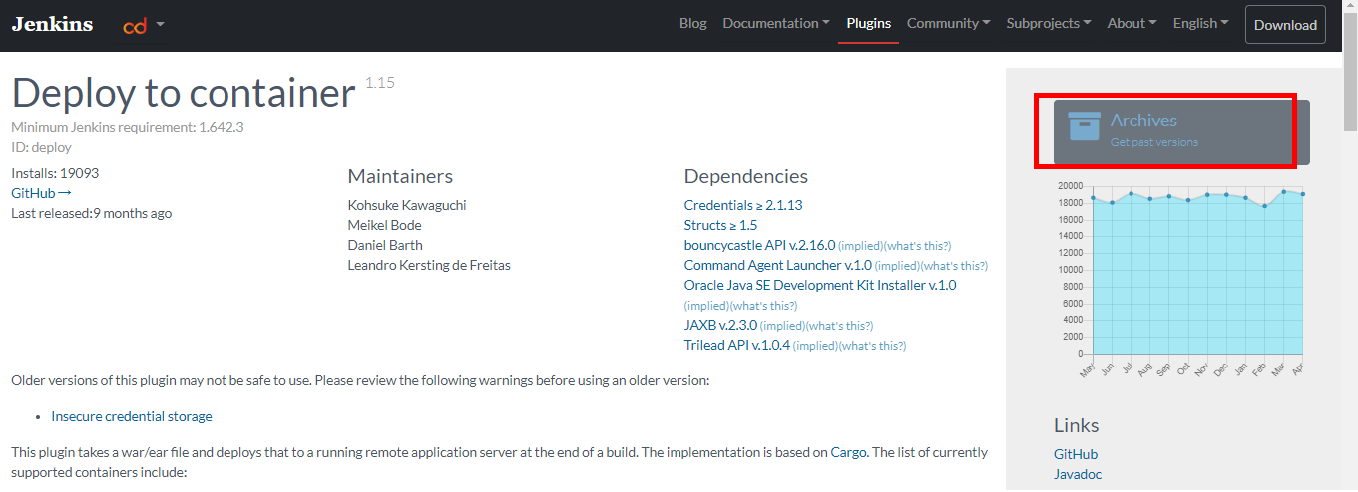 Jenkins cd Blog Documentation Plugins Community Subprojects About English Download
Deploy to container 1.15
Minimum Jenkins requirement: 1.642.3
ID: deploy
Installs: 19093
GitHub →
Last released:9 months ago
Maintainers
Kohsuke Kawaguchi
Meikel Bode
Daniel Barth
Leandro Kersting de Freitas
Dependencies
Credentials ≥ 2.1.13
Structs ≥ 1.5
bouncycastle API v.2.16.0 (implied)(what's this?)
Command Agent Launcher v.1.0 (implied)(what's this?)
Oracle Java SE Development Kit Installer v.1.0
(implied)(what's this?)
JAXB v.2.3.0 (implied)(what's this?)
Trilead API v.1.0.4 (implied)(what's this?)
Older versions of this plugin may not be safe to use. Please review the following warnings before using an older version:
• Insecure credential storage
This plugin takes a war/ear file and deploys that to a running remote application server at the end of a build. The implementation is based on Cargo. The list of currently
supported containers include:
Archives
Get past versions
20000
18000
16000
14000
12000
10000
8000
6000
4000
2000
0
May Jun Jul Aug Sep Oct Nov Dec Jan Feb Mar Apr
Links
GitHub
Javadoc